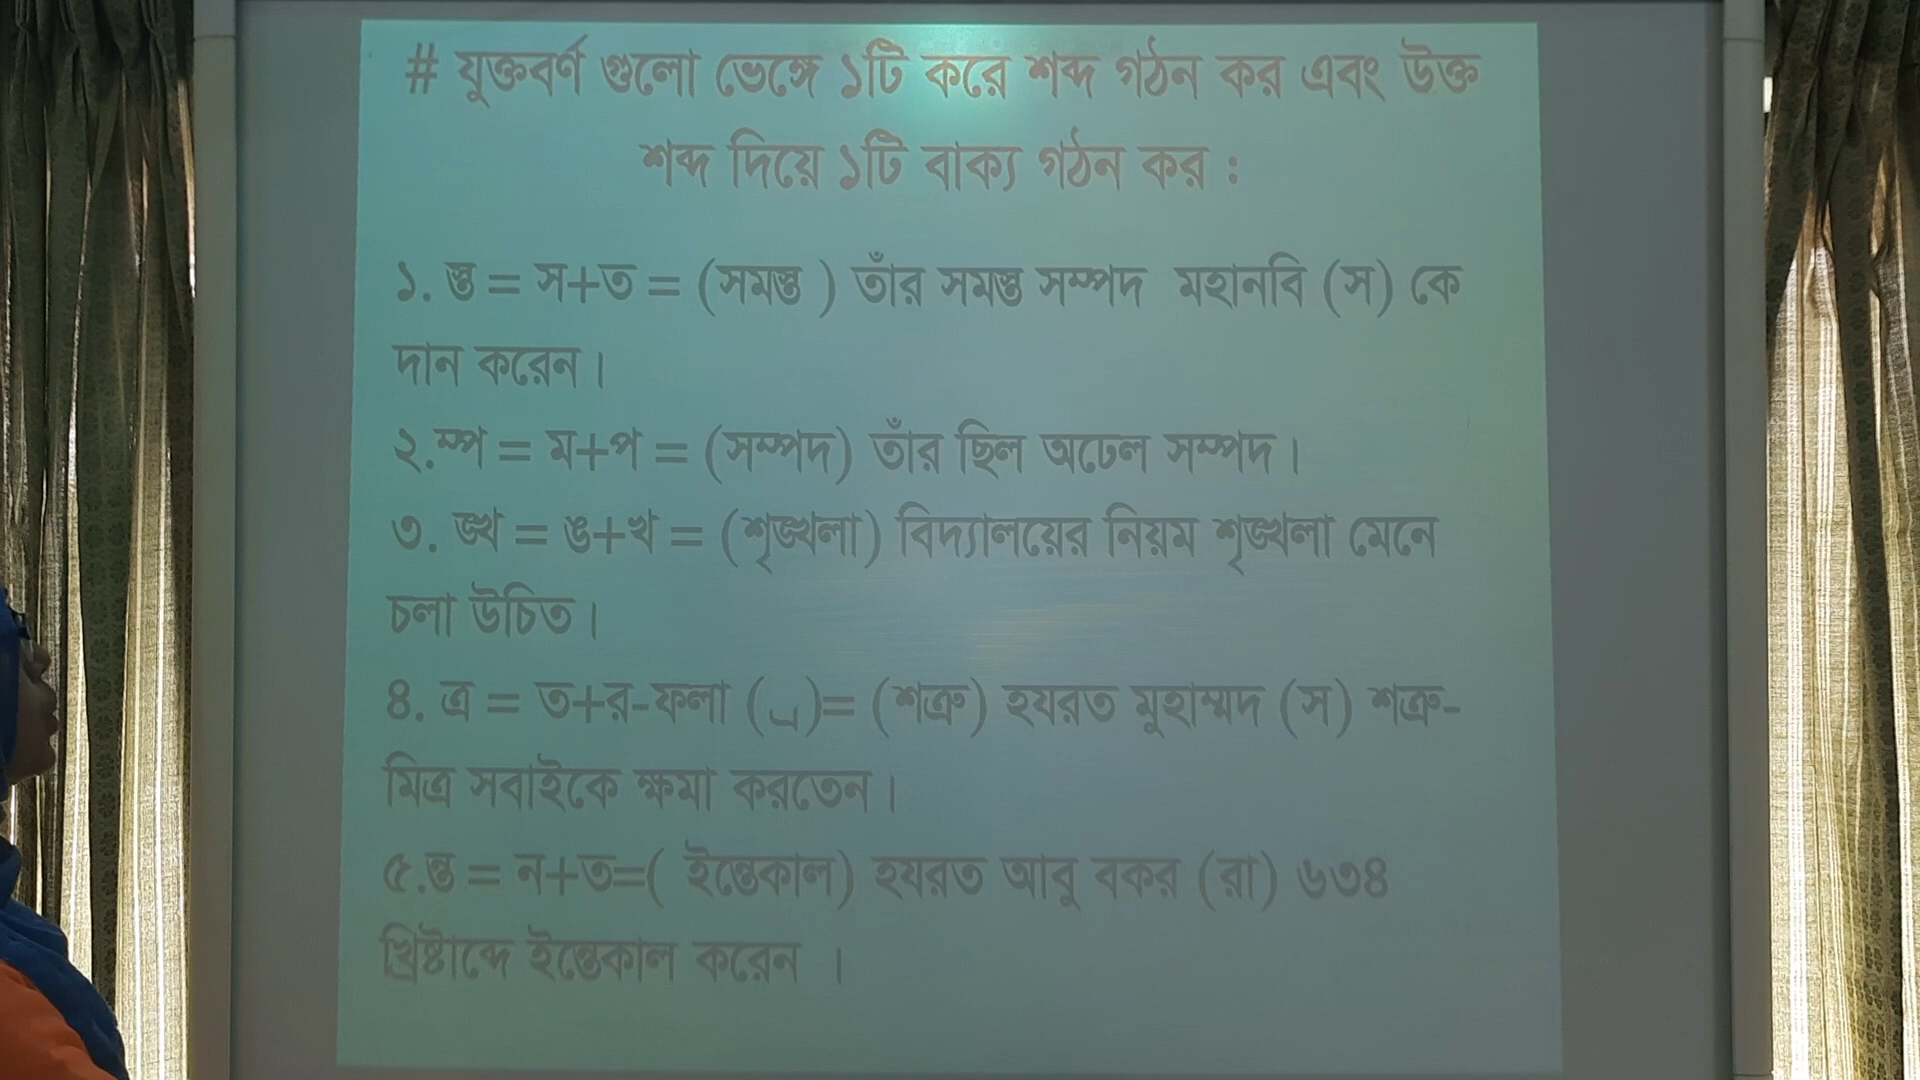 # যুক্তবর্ণ গুলো ভেঙ্গে ১টি করে শব্দ গঠন কর এবং উক্ত
শব্দ দিয়ে ১টি বাক্য গঠন কর :
১. স্ত = স+ত = (সমস্ত ) তাঁর সমস্ত সম্পদ মহানবি (স) কে
দান করেন।
২.ম্প = ম+প = (সম্পদ) তাঁর ছিল অঢেল সম্পদ।
৩. ঙ্খ = ঙ+খ = (শৃঙ্খলা) বিদ্যালয়ের নিয়ম শৃঙ্খলা মেনে
চলা উচিত।
৪. ত্র = ত+র-ফলা (্র)= (শত্রু) হযরত মুহাম্মদ (স) শত্রু-
মিত্র সবাইকে ক্ষমা করতেন।
৫.ন্ত = ন+ত=( ইন্তেকাল) হযরত আবু বকর (রা) ৬৩৪
খ্রিষ্টাব্দে ইন্তেকাল করেন ।